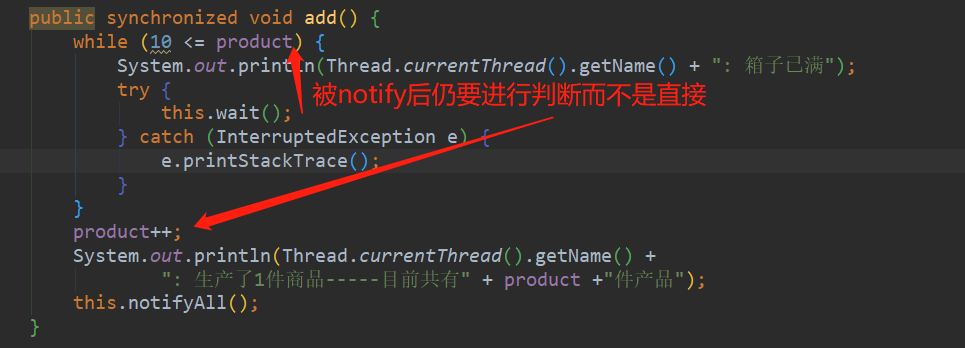 public synchronized void add() {
while (10 <= product) {
System.out.println(Thread.currentThread().getName() + ": 箱子已满");
try {
被notify后仍要进行判断而不是直接
this.wait();
} catch (InterruptedException e) {
e.printStackTrace();
}
}
product++;
System.out.println(Thread.currentThread().getName() +
": 生产了1件商品-----目前共有" + product +"件产品");
this.notifyAll();
}